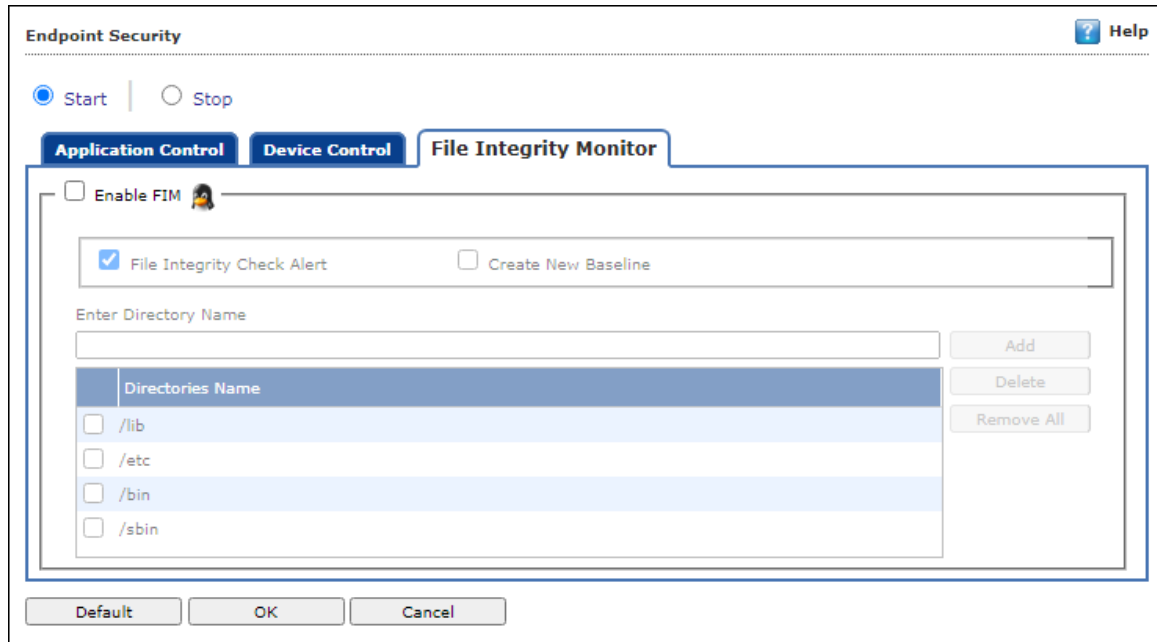 Endpoint Security
? Help
Start Stop
Application Control Device Control File Integrity Monitor
Enable FIM
File Integrity Check Alert Create New Baseline
Enter Directory Name
Add
Directories Name
Delete
/lib
Remove All
/etc
/bin
/sbin
Default OK Cancel